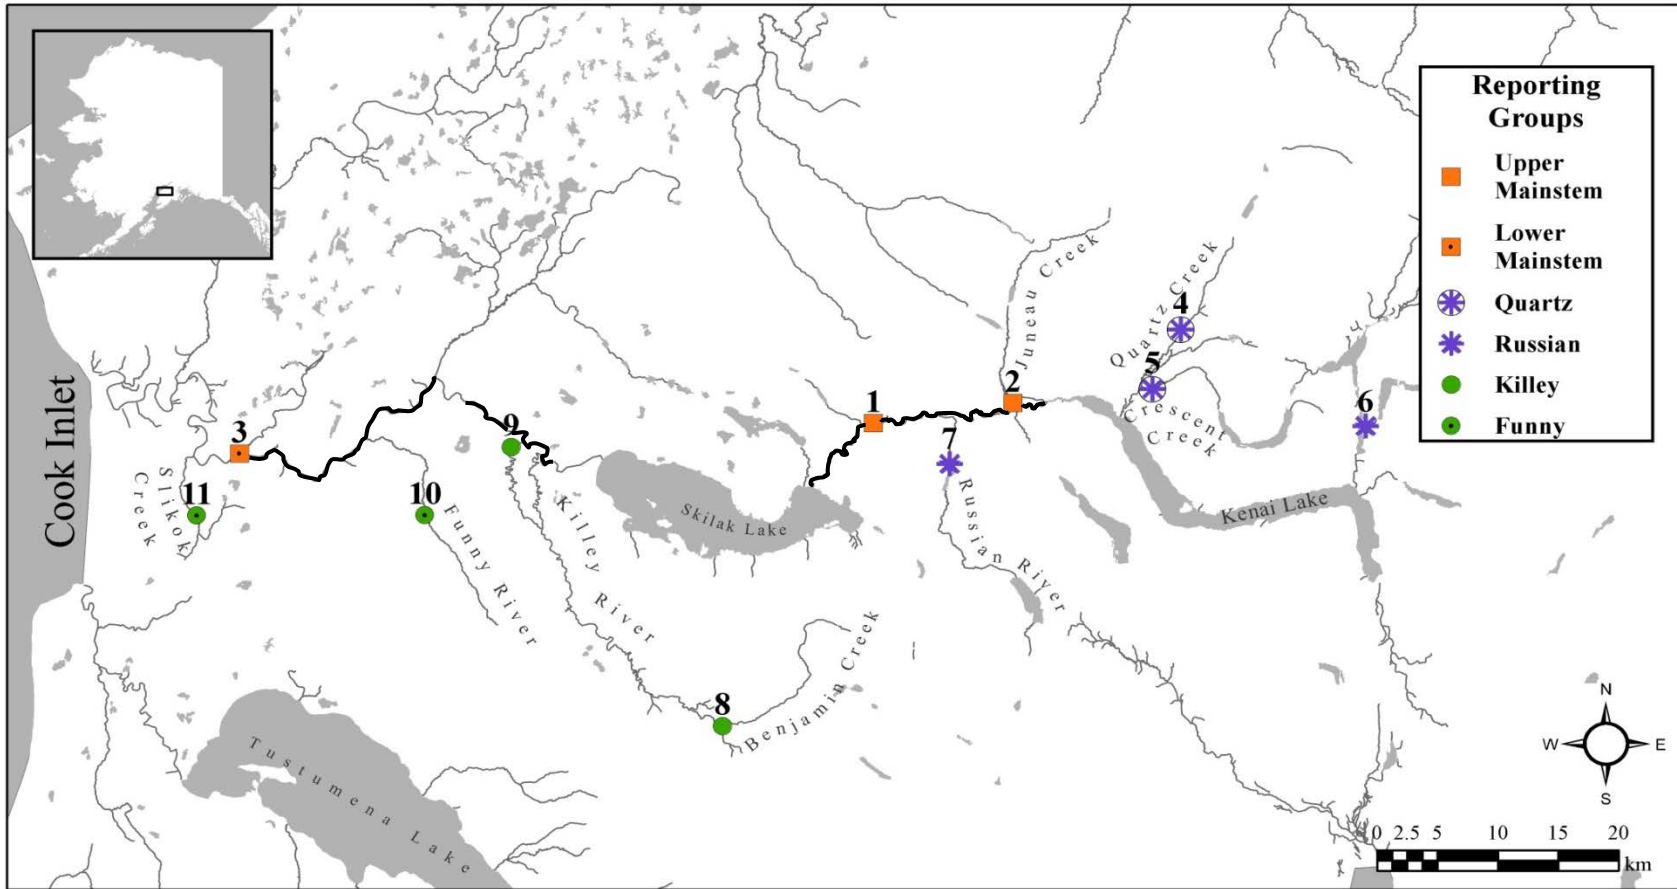 Reporting
Groups
Upper
Mainstem
Lower
Mainstem
Quartz
Russian
Killey
Funny
Juneau Creek
Quartz Creek
4
5
Crescent
Creek
2
1
6
7
9
3
Cook Inlet
Slikok
Creek
11
10
Funny River
Killey River
Skilak Lake
Kenai Lake
Russian River
8
Benjamin Creek
Tustumena Lake
N
W
E
S
0 2.5 5 10 15 20
km